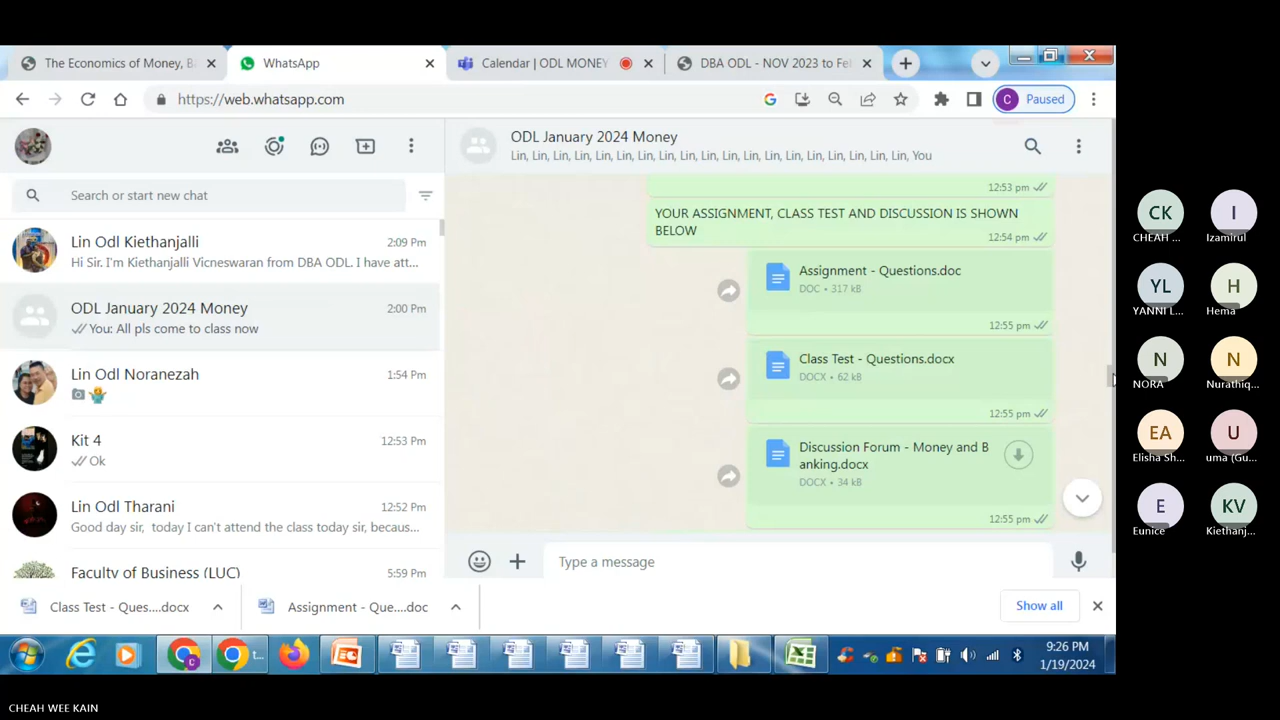 The Economics of Money, B
WhatsApp
Calendar | ODL MONEY
DBA ODL - NOV 2023 to Fel
https://web.whatsapp.com
C
Paused
ODL January 2024 Money
Lin, Lin, Lin, Lin, Lin, Lin, Lin, Lin, Lin, Lin, Lin, Lin, Lin, Lin, Lin, Lin, Lin, Lin, Lin, You
Search or start new chat
Lin Odl Kiethanjalli
2:09 Pm
Hi Sir. I'm Kiethanjalli Vicneswaran from DBA ODL. I have att...
ODL January 2024 Money
2:00 Pm
You: All pls come to class now
Lin Odl Noranezah
1:54 Pm
Kit 4
12:53 Pm
Ok
Lin Odl Tharani
12:52 Pm
Good day sir, today I can't attend the class today sir, becaus...
Faculty of Business (LUC)
5:59 Pm
12:53 pm
YOUR ASSIGNMENT, CLASS TEST AND DISCUSSION IS SHOWN
BELOW
12:54 pm
Assignment - Questions.doc
DOC • 317 kB
12:55 pm
Class Test - Questions.docx
DOCX • 62 kB
12:55 pm
Discussion Forum - Money and B
anking.docx
DOCX • 34 kB
12:55 pm
Type a message
Class Test - Ques....docx
Assignment - Que....doc
Show all
C
t...
9:26 PM
1/19/2024
CK
CHEAH ...
I
Izamirul
YL
YANNI L...
H
Hema
N
NORA
N
Nurathiq...
EA
Elisha Sh...
U
uma (Gu...
E
Eunice
KV
Kiethanj...
CHEAH WEE KAIN